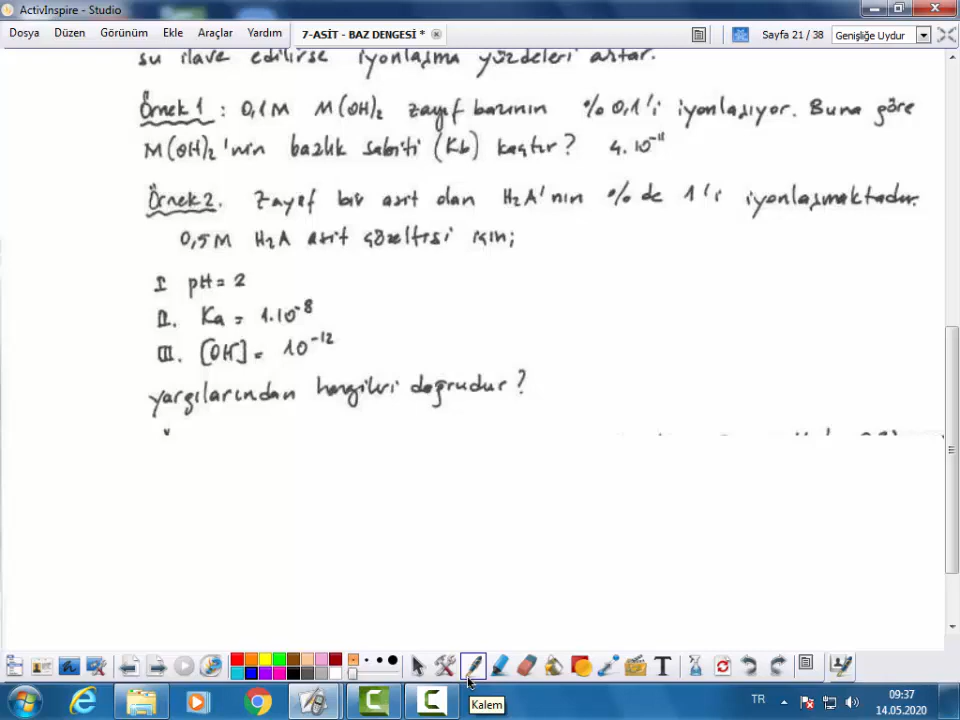 ActivInspire - Studio
Dosya Düzen Görünüm Ekle Araçlar Yardım 7-ASİT - BAZ DENGESİ * Sayfa 21 / 38 Genişliğe Uydur
su ilave edilirse iyonlaşma yüzdeleri artar.
Örnek 1 : 0,1M M(OH)₂ zayıf bazının % 0,1'i iyonlaşıyor. Buna göre
M(OH)₂'nin bazlık sabiti (Kb) kaçtır? 4.10⁻¹¹
Örnek 2. Zayıf bir asit olan H₂A'nın % de 1'i iyonlaşmaktadır.
0,5M H₂A asit çözeltisi için;
I pH = 2
II. Ka = 1.10⁻⁸
III. [OH⁻] = 10⁻¹²
yargılarından hangileri doğrudur?
Kalem
TR 09:37
14.05.2020